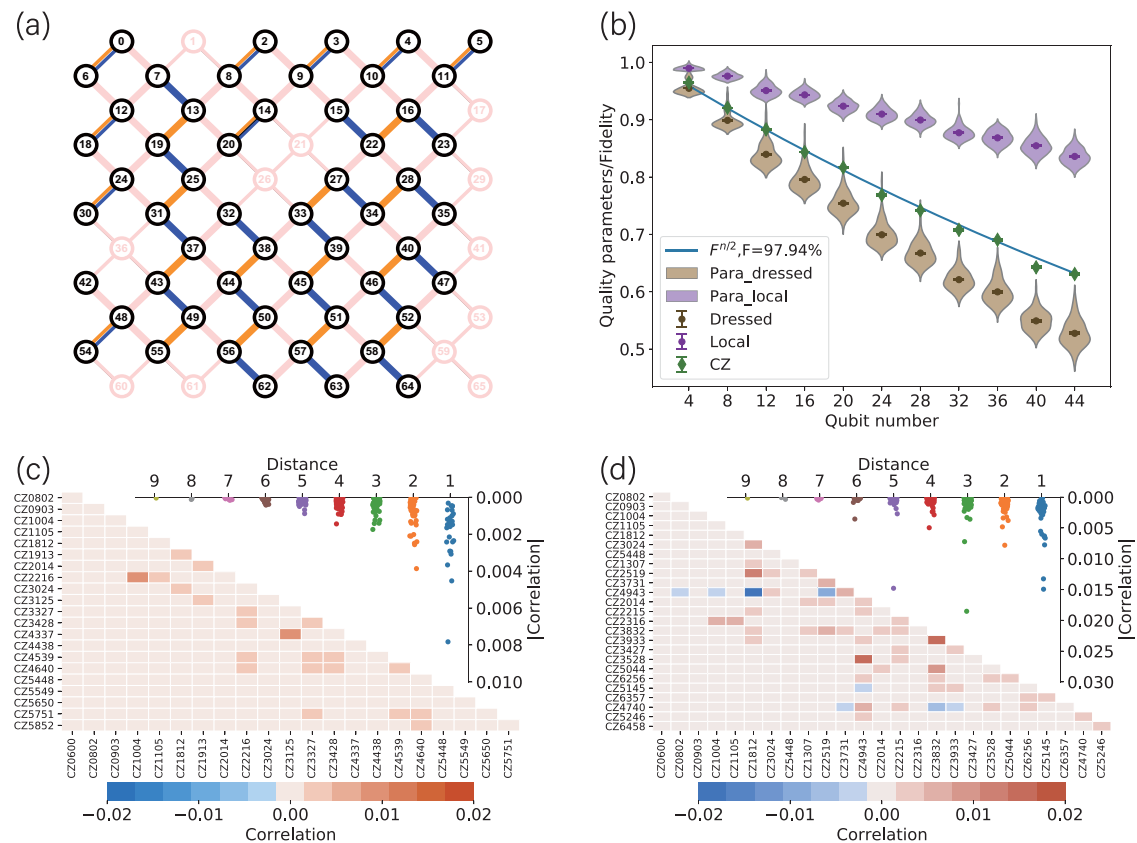 (a)
0 1 2 3 4 5
6 7 8 9 10 11
12 13 14 15 16 17
18 19 20 21 22 23
24 25 26 27 28 29
30 31 32 33 34 35
36 37 38 39 40 41
42 43 44 45 46 47
48 49 50 51 52 53
54 55 56 57 58 59
60 61 62 63 64 65
(b)
Quality parameters/Fidelity
1.0
0.9
0.8
0.7
0.6
0.5
F^{n/2},F=97.94%
Para_dressed
Para_local
Dressed
Local
CZ
4 8 12 16 20 24 28 32 36 40 44
Qubit number
(c)
Distance
9 8 7 6 5 4 3 2 1
0.000
0.002
0.004
0.006
0.008
0.010
|Correlation|
CZ0802
CZ0903
CZ1004
CZ1105
CZ1812
CZ1913
CZ2014
CZ2216
CZ3024
CZ3125
CZ3327
CZ3428
CZ4337
CZ4438
CZ4539
CZ4640
CZ5448
CZ5549
CZ5650
CZ5751
CZ5852
CZ0600 CZ0802 CZ0903 CZ1004 CZ1105 CZ1812 CZ1913 CZ2014 CZ2216 CZ3024 CZ3125 CZ3327 CZ3428 CZ4337 CZ4438 CZ4539 CZ4640 CZ5448 CZ5549 CZ5650 CZ5751
−0.02 −0.01 0.00 0.01 0.02
Correlation
(d)
Distance
9 8 7 6 5 4 3 2 1
0.000
0.005
0.010
0.015
0.020
0.025
0.030
|Correlation|
CZ0802
CZ0903
CZ1004
CZ1105
CZ1812
CZ3024
CZ5448
CZ1307
CZ2519
CZ3731
CZ4943
CZ2014
CZ2215
CZ2316
CZ3832
CZ3933
CZ3427
CZ3528
CZ5044
CZ6256
CZ5145
CZ6357
CZ4740
CZ5246
CZ6458
CZ0600 CZ0802 CZ0903 CZ1004 CZ1105 CZ1812 CZ3024 CZ5448 CZ1307 CZ2519 CZ3731 CZ4943 CZ2014 CZ2215 CZ2316 CZ3832 CZ3933 CZ3427 CZ3528 CZ5044 CZ6256 CZ5145 CZ6357 CZ4740 CZ5246
−0.02 −0.01 0.00 0.01 0.02
Correlation